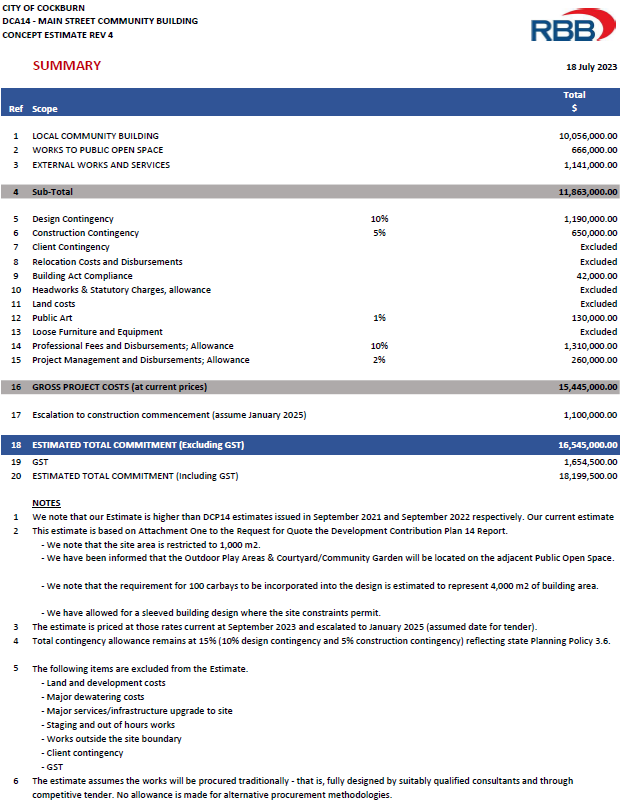 CITY OF COCKBURN
DCA14 - MAIN STREET COMMUNITY BUILDING
CONCEPT ESTIMATE REV 4
RBB
SUMMARY
18 July 2023
Total
Ref Scope $
1 LOCAL COMMUNITY BUILDING 10,056,000.00
2 WORKS TO PUBLIC OPEN SPACE 666,000.00
3 EXTERNAL WORKS AND SERVICES 1,141,000.00
4 Sub-Total 11,863,000.00
5 Design Contingency 10% 1,190,000.00
6 Construction Contingency 5% 650,000.00
7 Client Contingency Excluded
8 Relocation Costs and Disbursements Excluded
9 Building Act Compliance 42,000.00
10 Headworks & Statutory Charges, allowance Excluded
11 Land costs Excluded
12 Public Art 1% 130,000.00
13 Loose Furniture and Equipment Excluded
14 Professional Fees and Disbursements; Allowance 10% 1,310,000.00
15 Project Management and Disbursements; Allowance 2% 260,000.00
16 GROSS PROJECT COSTS (at current prices) 15,445,000.00
17 Escalation to construction commencement (assume January 2025) 1,100,000.00
18 ESTIMATED TOTAL COMMITMENT (Excluding GST) 16,545,000.00
19 GST 1,654,500.00
20 ESTIMATED TOTAL COMMITMENT (Including GST) 18,199,500.00
NOTES
1 We note that our Estimate is higher than DCP14 estimates issued in September 2021 and September 2022 respectively. Our current estimate
2 This estimate is based on Attachment One to the Request for Quote the Development Contribution Plan 14 Report.
- We note that the site area is restricted to 1,000 m2.
- We have been informed that the Outdoor Play Areas & Courtyard/Community Garden will be located on the adjacent Public Open Space.
- We note that the requirement for 100 carbays to be incorporated into the design is estimated to represent 4,000 m2 of building area.
- We have allowed for a sleeved building design where the site constraints permit.
3 The estimate is priced at those rates current at September 2023 and escalated to January 2025 (assumed date for tender).
4 Total contingency allowance remains at 15% (10% design contingency and 5% construction contingency) reflecting state Planning Policy 3.6.
5 The following items are excluded from the Estimate.
- Land and development costs
- Major dewatering costs
- Major services/infrastructure upgrade to site
- Staging and out of hours works
- Works outside the site boundary
- Client contingency
- GST
6 The estimate assumes the works will be procured traditionally - that is, fully designed by suitably qualified consultants and through
competitive tender. No allowance is made for alternative procurement methodologies.